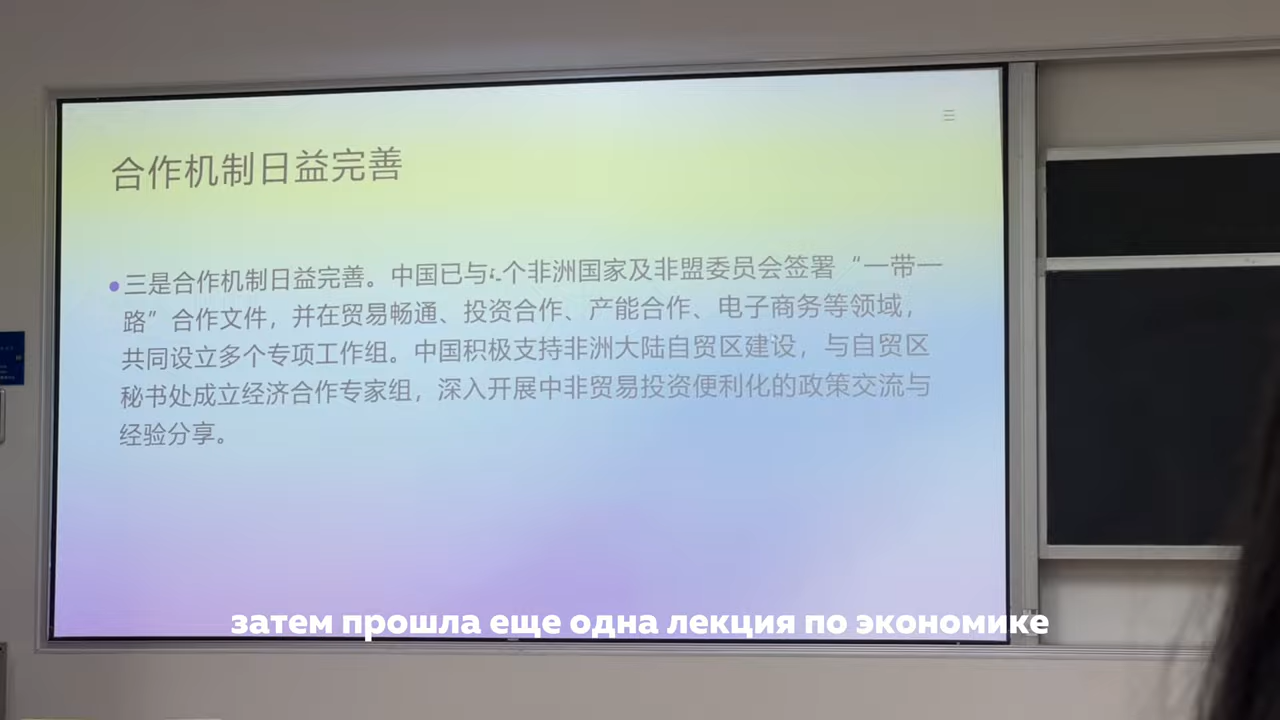 合作机制日益完善
三是合作机制日益完善。中国已与 个非洲国家及非盟委员会签署“一带一
路”合作文件，并在贸易畅通、投资合作、产能合作、电子商务等领域，
共同设立多个专项工作组。中国积极支持非洲大陆自贸区建设，与自贸区
秘书处成立经济合作专家组，深入开展中非贸易投资便利化的政策交流与
经验分享。
затем прошла еще одна лекция по экономике